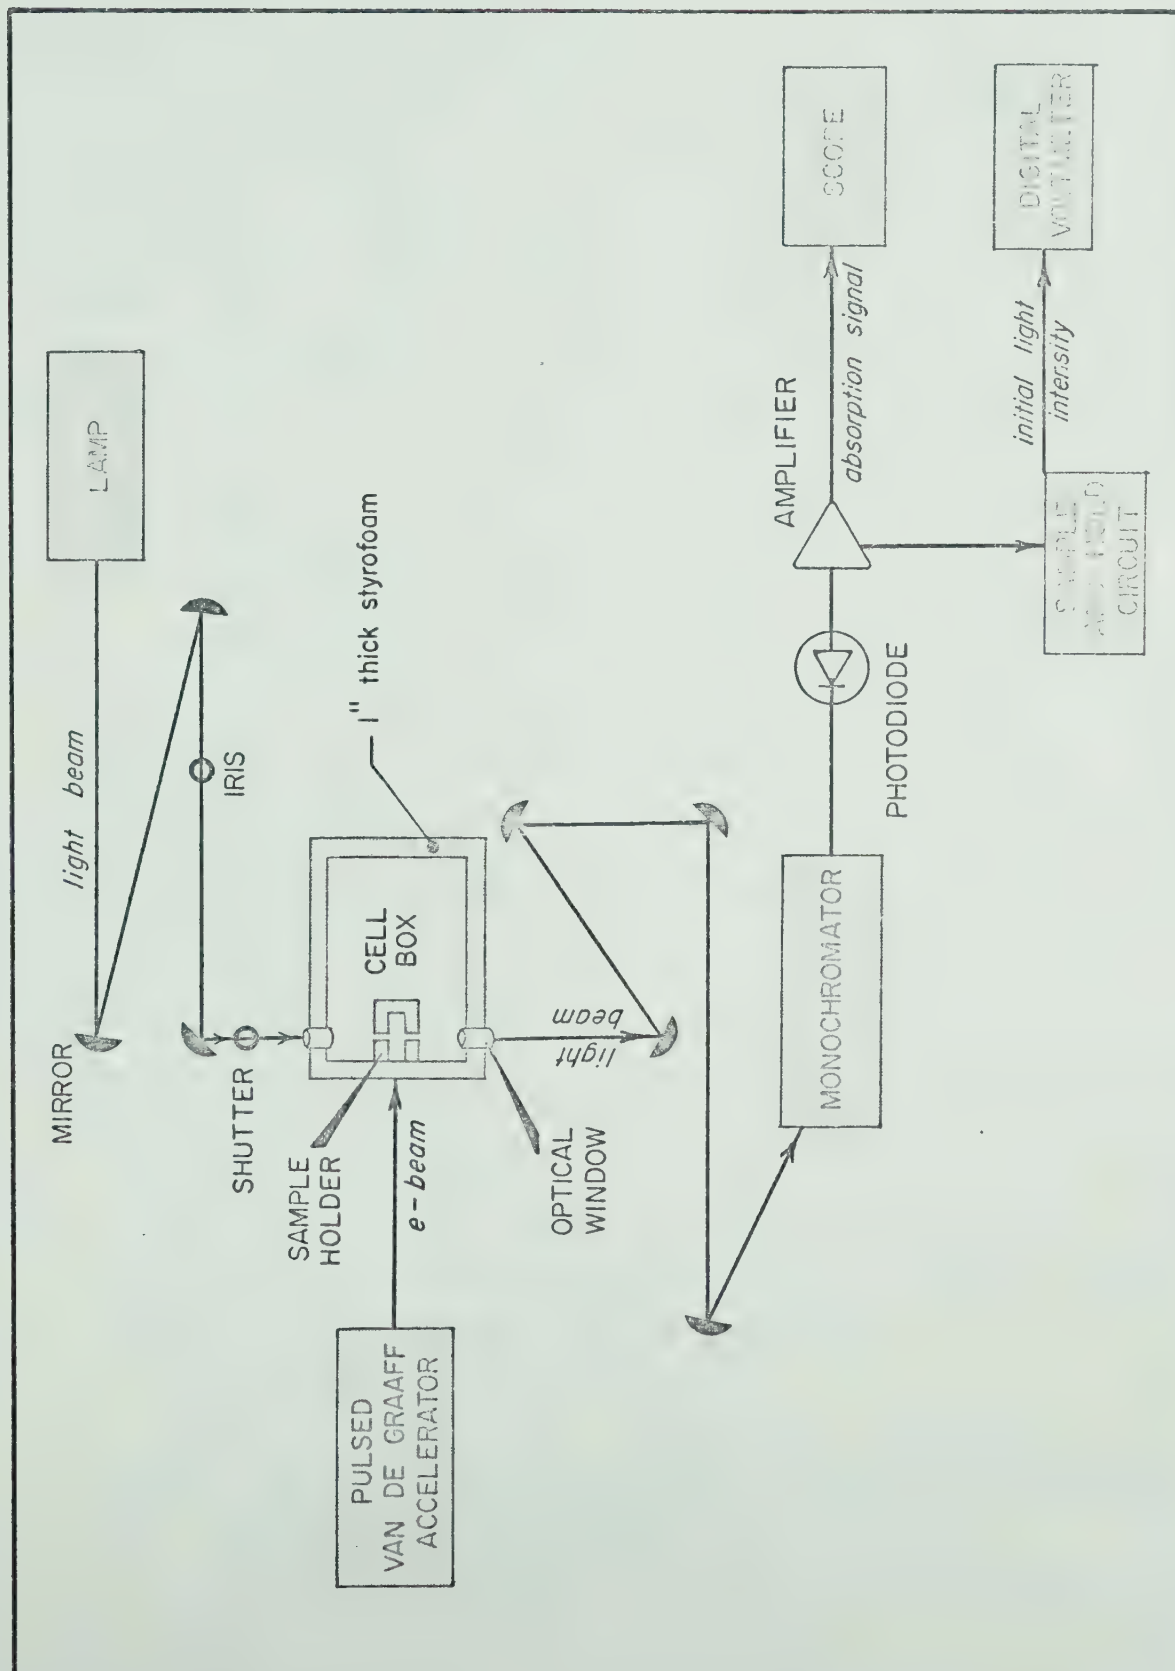 LAMP
light beam
MIRROR
IRIS
SHUTTER
1" thick styrofoam
CELL
BOX
SAMPLE
HOLDER
PULSED
VAN DE GRAAFF
ACCELERATOR
e-beam
OPTICAL
WINDOW
light
beam
MONOCHROMATOR
PHOTODIODE
AMPLIFIER
absorption signal
SCOPE
CIRCUIT
initial light
intensity
DIGITAL